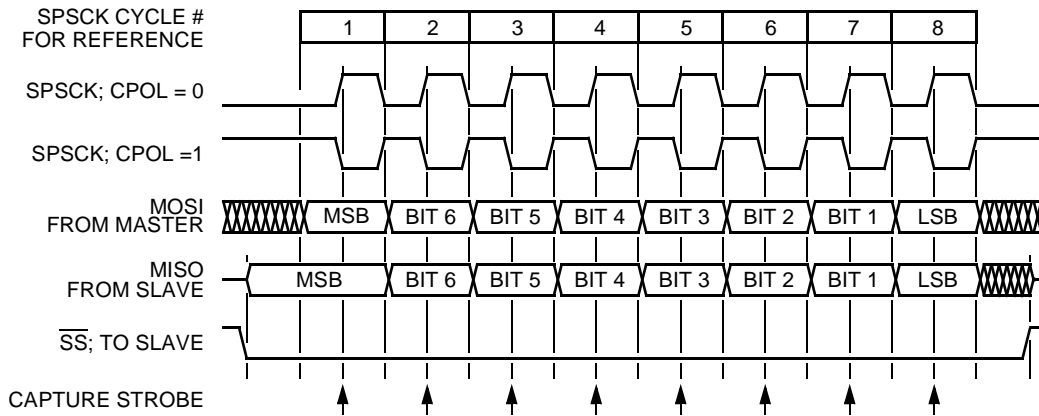 SPSCK CYCLE #
FOR REFERENCE
1 2 3 4 5 6 7 8
SPSCK; CPOL = 0
SPSCK; CPOL =1
MOSI
FROM MASTER
MSB BIT 6 BIT 5 BIT 4 BIT 3 BIT 2 BIT 1 LSB
MISO
FROM SLAVE
MSB BIT 6 BIT 5 BIT 4 BIT 3 BIT 2 BIT 1 LSB
SS; TO SLAVE
CAPTURE STROBE